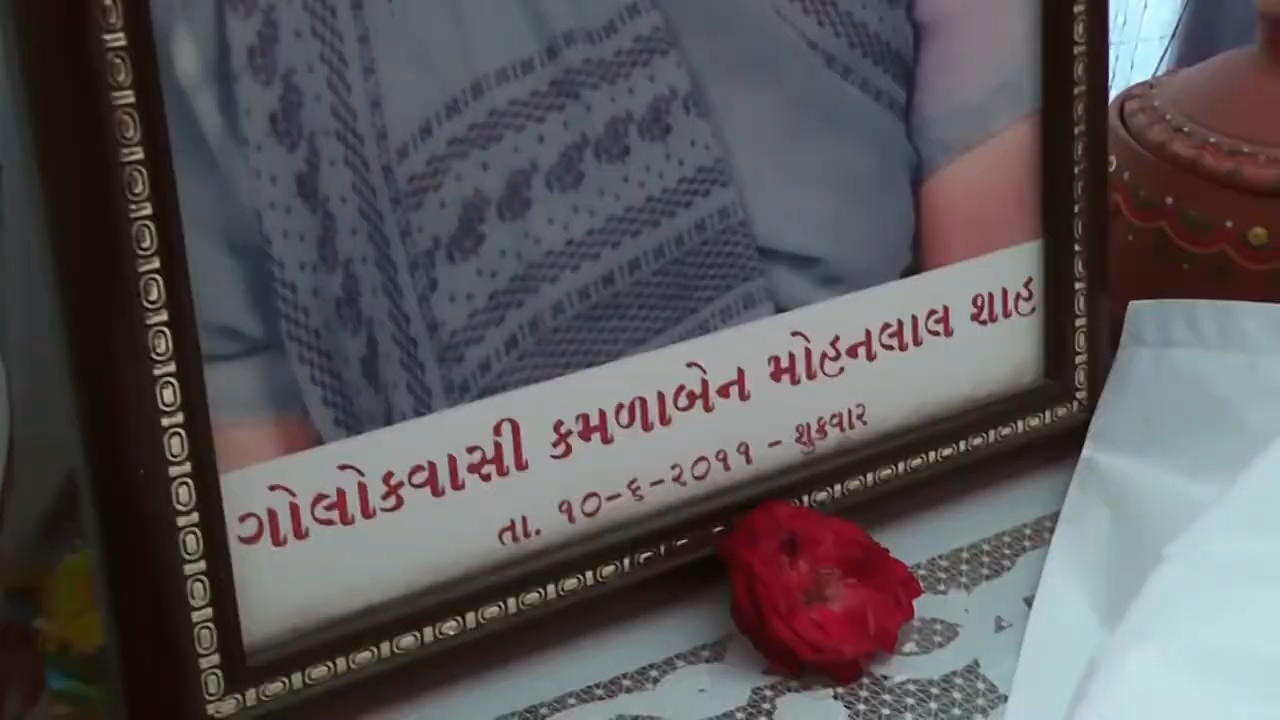 ગોલોકવાસી કમળાબેન મોહનલાલ શાહ
તા. ૧૦-૬-૨૦૧૧ - શુક્રવાર